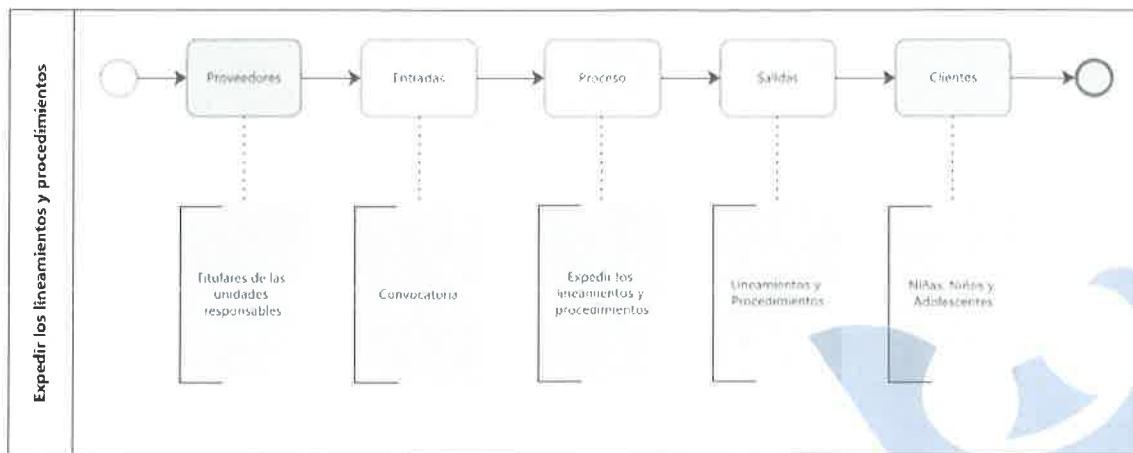 Expedir los lineamientos y procedimientos
Proveedores
Entradas
Proceso
Salidas
Clientes
Titulares de las
unidades
responsables
Convocatoria
Expedir los
lineamientos y
procedimientos
Lineamientos y
Procedimientos
Niñas, Niños y
Adolescentes